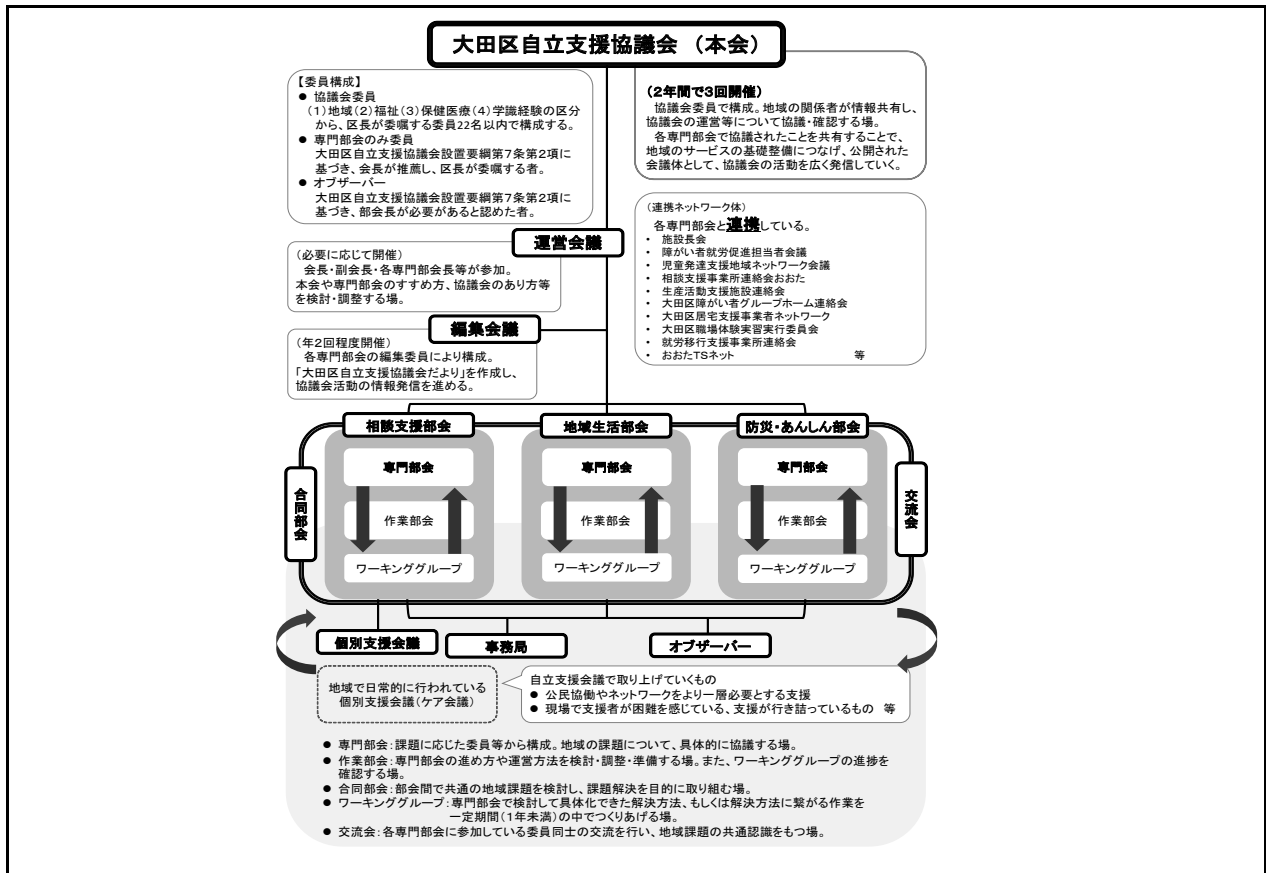 大田区自立支援協議会 （本会）
【委員構成】
● 協議会委員
（1）地域（2）福祉（3）保健医療（4）学識経験の区分
から、区長が委嘱する委員22名以内で構成する。
● 専門部会のみ委員
大田区自立支援協議会設置要綱第7条第2項に
基づき、会長が推薦し、区長が委嘱する者。
● オブザーバー
大田区自立支援協議会設置要綱第7条第2項に
基づき、部会長が必要があると認めた者。
（2年間で3回開催）
協議会委員で構成。地域の関係者が情報共有し、
協議会の運営等について協議・確認する場。
各専門部会で協議されたことを共有することで、
地域のサービスの基礎整備につなげ、公開された
会議体として、協議会の活動を広く発信していく。
（連携ネットワーク体）
各専門部会と連携している。
・ 施設長会
・ 障がい者就労促進担当者会議
・ 児童発達支援地域ネットワーク会議
・ 相談支援事業所連絡会おおた
・ 生産活動支援施設連絡会
・ 大田区障がい者グループホーム連絡会
・ 大田区居宅支援事業者ネットワーク
・ 大田区職場体験実習実行委員会
・ 就労移行支援事業所連絡会
・ おおたTSネット 等
運営会議
（必要に応じて開催）
会長・副会長・各専門部会長等が参加。
本会や専門部会のすすめ方、協議会のあり方等
を検討・調整する場。
編集会議
（年2回程度開催）
各専門部会の編集委員により構成。
「大田区自立支援協議会だより」を作成し、
協議会活動の情報発信を進める。
相談支援部会
地域生活部会
防災・あんしん部会
合同部会
専門部会
作業部会
ワーキンググループ
専門部会
作業部会
ワーキンググループ
専門部会
作業部会
ワーキンググループ
交流会
個別支援会議
事務局
オブザーバー
地域で日常的に行われている
個別支援会議（ケア会議）
自立支援会議で取り上げていくもの
● 公民協働やネットワークをより一層必要とする支援
● 現場で支援者が困難を感じている、支援が行き詰っているもの 等
● 専門部会：課題に応じた委員等から構成。地域の課題について、具体的に協議する場。
● 作業部会：専門部会の進め方や運営方法を検討・調整・準備する場。また、ワーキンググループの進捗を
確認する場。
● 合同部会：部会間で共通の地域課題を検討し、課題解決を目的に取り組む場。
● ワーキンググループ：専門部会で検討して具体化できた解決方法、もしくは解決方法に繋がる作業を
一定期間（1年未満）の中でつくりあげる場。
● 交流会：各専門部会に参加している委員同士の交流を行い、地域課題の共通認識をもつ場。